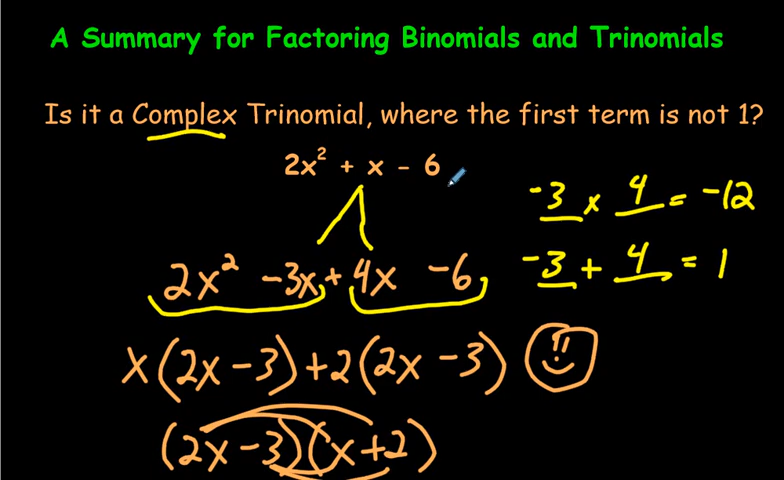 A Summary for Factoring Binomials and Trinomials
Is it a Complex Trinomial, where the first term is not 1?
2x² + x - 6
-3 x 4 = -12
-3 + 4 = 1
2x² -3x + 4x -6
x(2x-3)+2(2x-3)
(2x-3)(x+2)